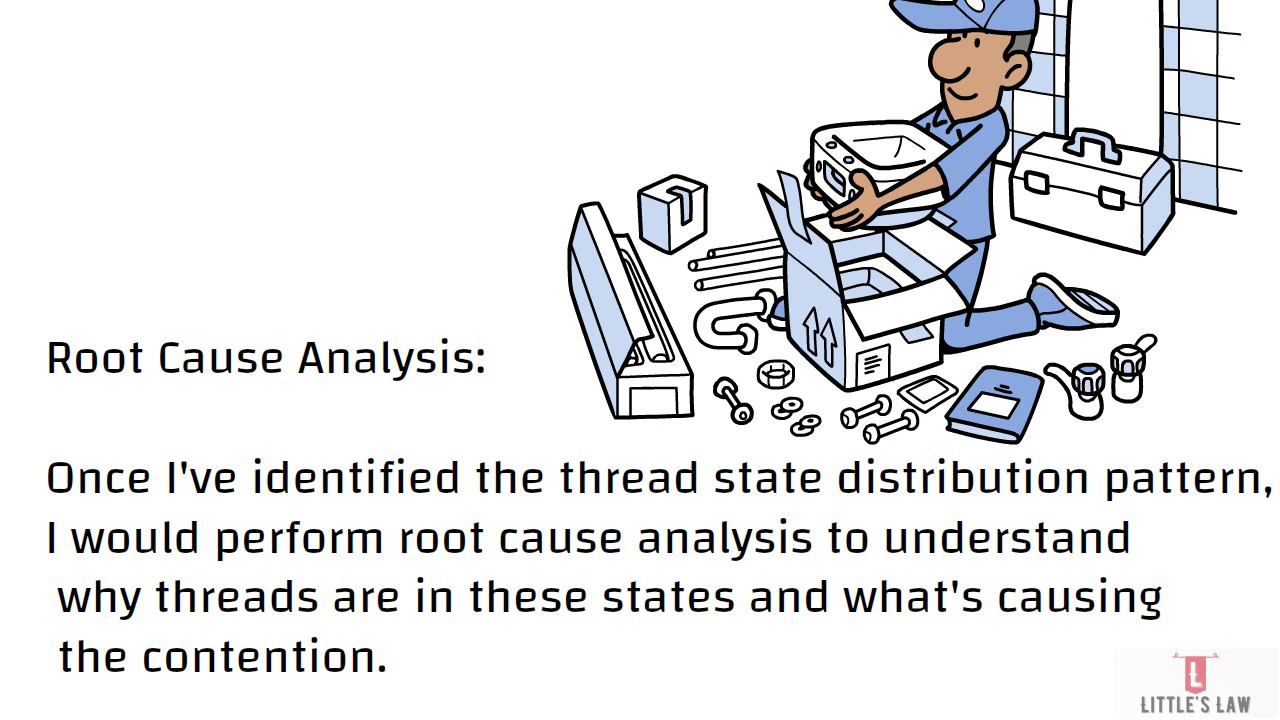 Root Cause Analysis:
Once I've identified the thread state distribution pattern,
I would perform root cause analysis to understand
why threads are in these states and what's causing
the contention.
L
LITTLE'S LAW